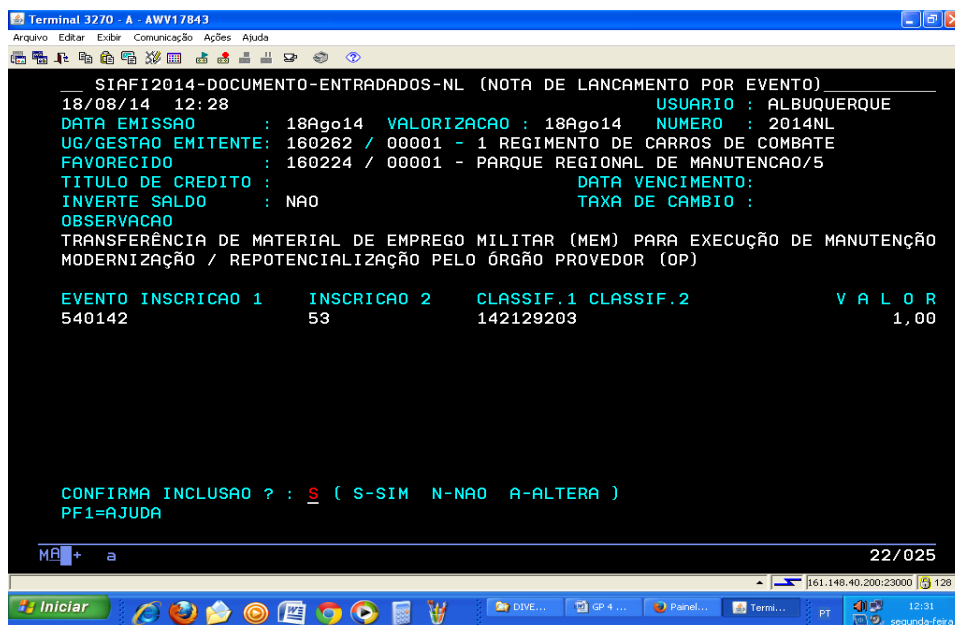 Terminal 3270 - A - AWV17843
Arquivo Editar Exibir Comunicação Ações Ajuda
__ SIAFI2014-DOCUMENTO-ENTRADADOS-NL (NOTA DE LANCAMENTO POR EVENTO)________
18/08/14 12:28 USUARIO : ALBUQUERQUE
DATA EMISSAO : 18Ago14 VALORIZACAO : 18Ago14 NUMERO : 2014NL
UG/GESTAO EMITENTE: 160262 / 00001 - 1 REGIMENTO DE CARROS DE COMBATE
FAVORECIDO : 160224 / 00001 - PARQUE REGIONAL DE MANUTENCAO/5
TITULO DE CREDITO : DATA VENCIMENTO:
INVERTE SALDO : NAO TAXA DE CAMBIO :
OBSERVACAO
TRANSFERÊNCIA DE MATERIAL DE EMPREGO MILITAR (MEM) PARA EXECUçãO DE MANUTENçãO
MODERNIZAçãO / REPOTENCIALIZAçãO PELO ÓRGãO PROVEDOR (OP)
EVENTO INSCRICAO 1 INSCRICAO 2 CLASSIF.1 CLASSIF.2 V A L O R
540142 53 142129203 1,00
CONFIRMA INCLUSAO ? : S ( S-SIM N-NAO A-ALTERA )
PF1=AJUDA
MA + a 22/025
161.148.40.200:23000 128
Iniciar DIVE... GP 4 ... Painel... Termi... PT 12:31
segunda-feira